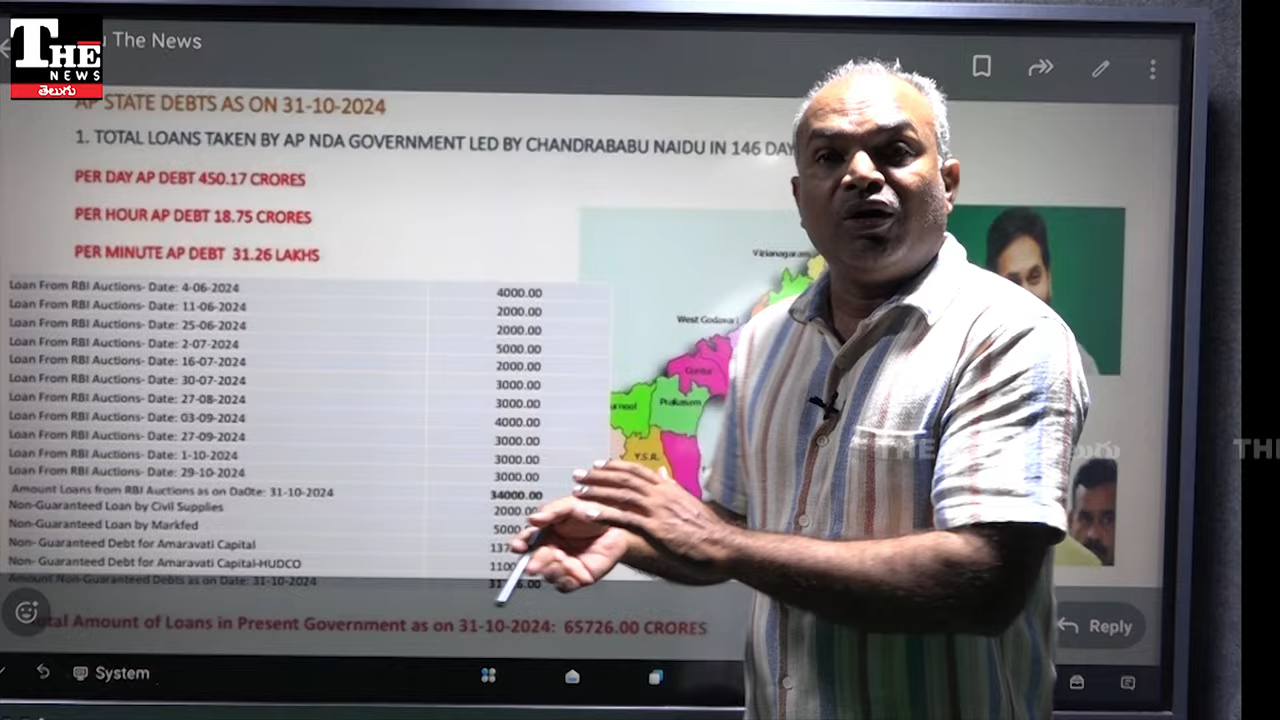 THE
NEWS
తెలుగు
The News
AP STATE DEBTS AS ON 31-10-2024
1. TOTAL LOANS TAKEN BY AP NDA GOVERNMENT LED BY CHANDRABABU NAIDU IN 146
PER DAY AP DEBT 450.17 CRORES
PER HOUR AP DEBT 18.75 CRORES
PER MINUTE AP DEBT 31.26 LAKHS
Loan From RBI Auctions- Date: 4-06-2024 4000.00
Loan From RBI Auctions- Date: 11-06-2024 2000.00
Loan From RBI Auctions- Date: 25-06-2024 2000.00
Loan From RBI Auctions- Date: 2-07-2024 5000.00
Loan From RBI Auctions- Date: 16-07-2024 2000.00
Loan From RBI Auctions- Date: 30-07-2024 3000.00
Loan From RBI Auctions- Date: 27-08-2024 3000.00
Loan From RBI Auctions- Date: 03-09-2024 4000.00
Loan From RBI Auctions- Date: 27-09-2024 3000.00
Loan From RBI Auctions- Date: 1-10-2024 3000.00
Loan From RBI Auctions- Date: 29-10-2024 3000.00
Amount Loans from RBI Auctions as on Da0te: 31-10-2024 34000.00
Non-Guaranteed Loan by Civil Supplies
Non-Guaranteed Loan by Markfed
Non- Guaranteed Debt for Amaravati Capital
Non- Guaranteed Debt for Amaravati Capital-HUDCO
Amount Non-Guaranteed Debts as on Date: 31-10-2024
Amount of Loans in Present Government as on 31-10-2024: 65726.00 CRORES
Vizianagaram
West Godavari
Guntur
Prakasam
Y.S.R.
Reply
System